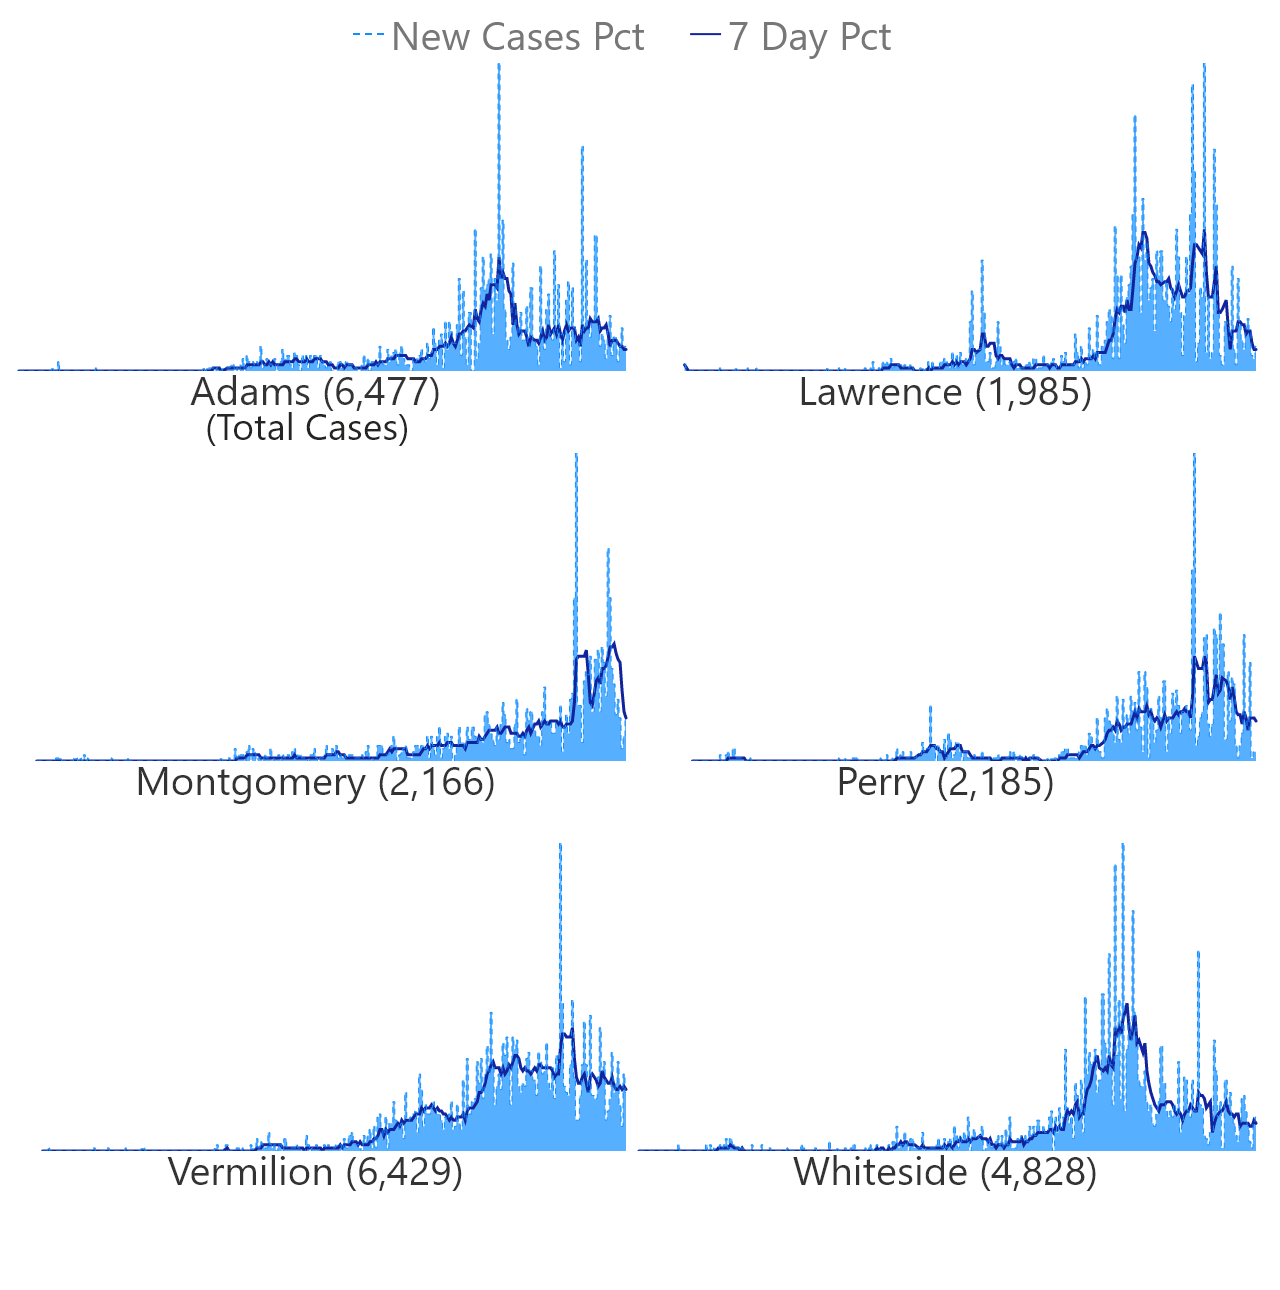 New Cases Pct 7 Day Pct
Adams (6,477) Lawrence (1,985)
(Total Cases)
Montgomery (2,166) Perry (2,185)
Vermilion (6,429) Whiteside (4,828)